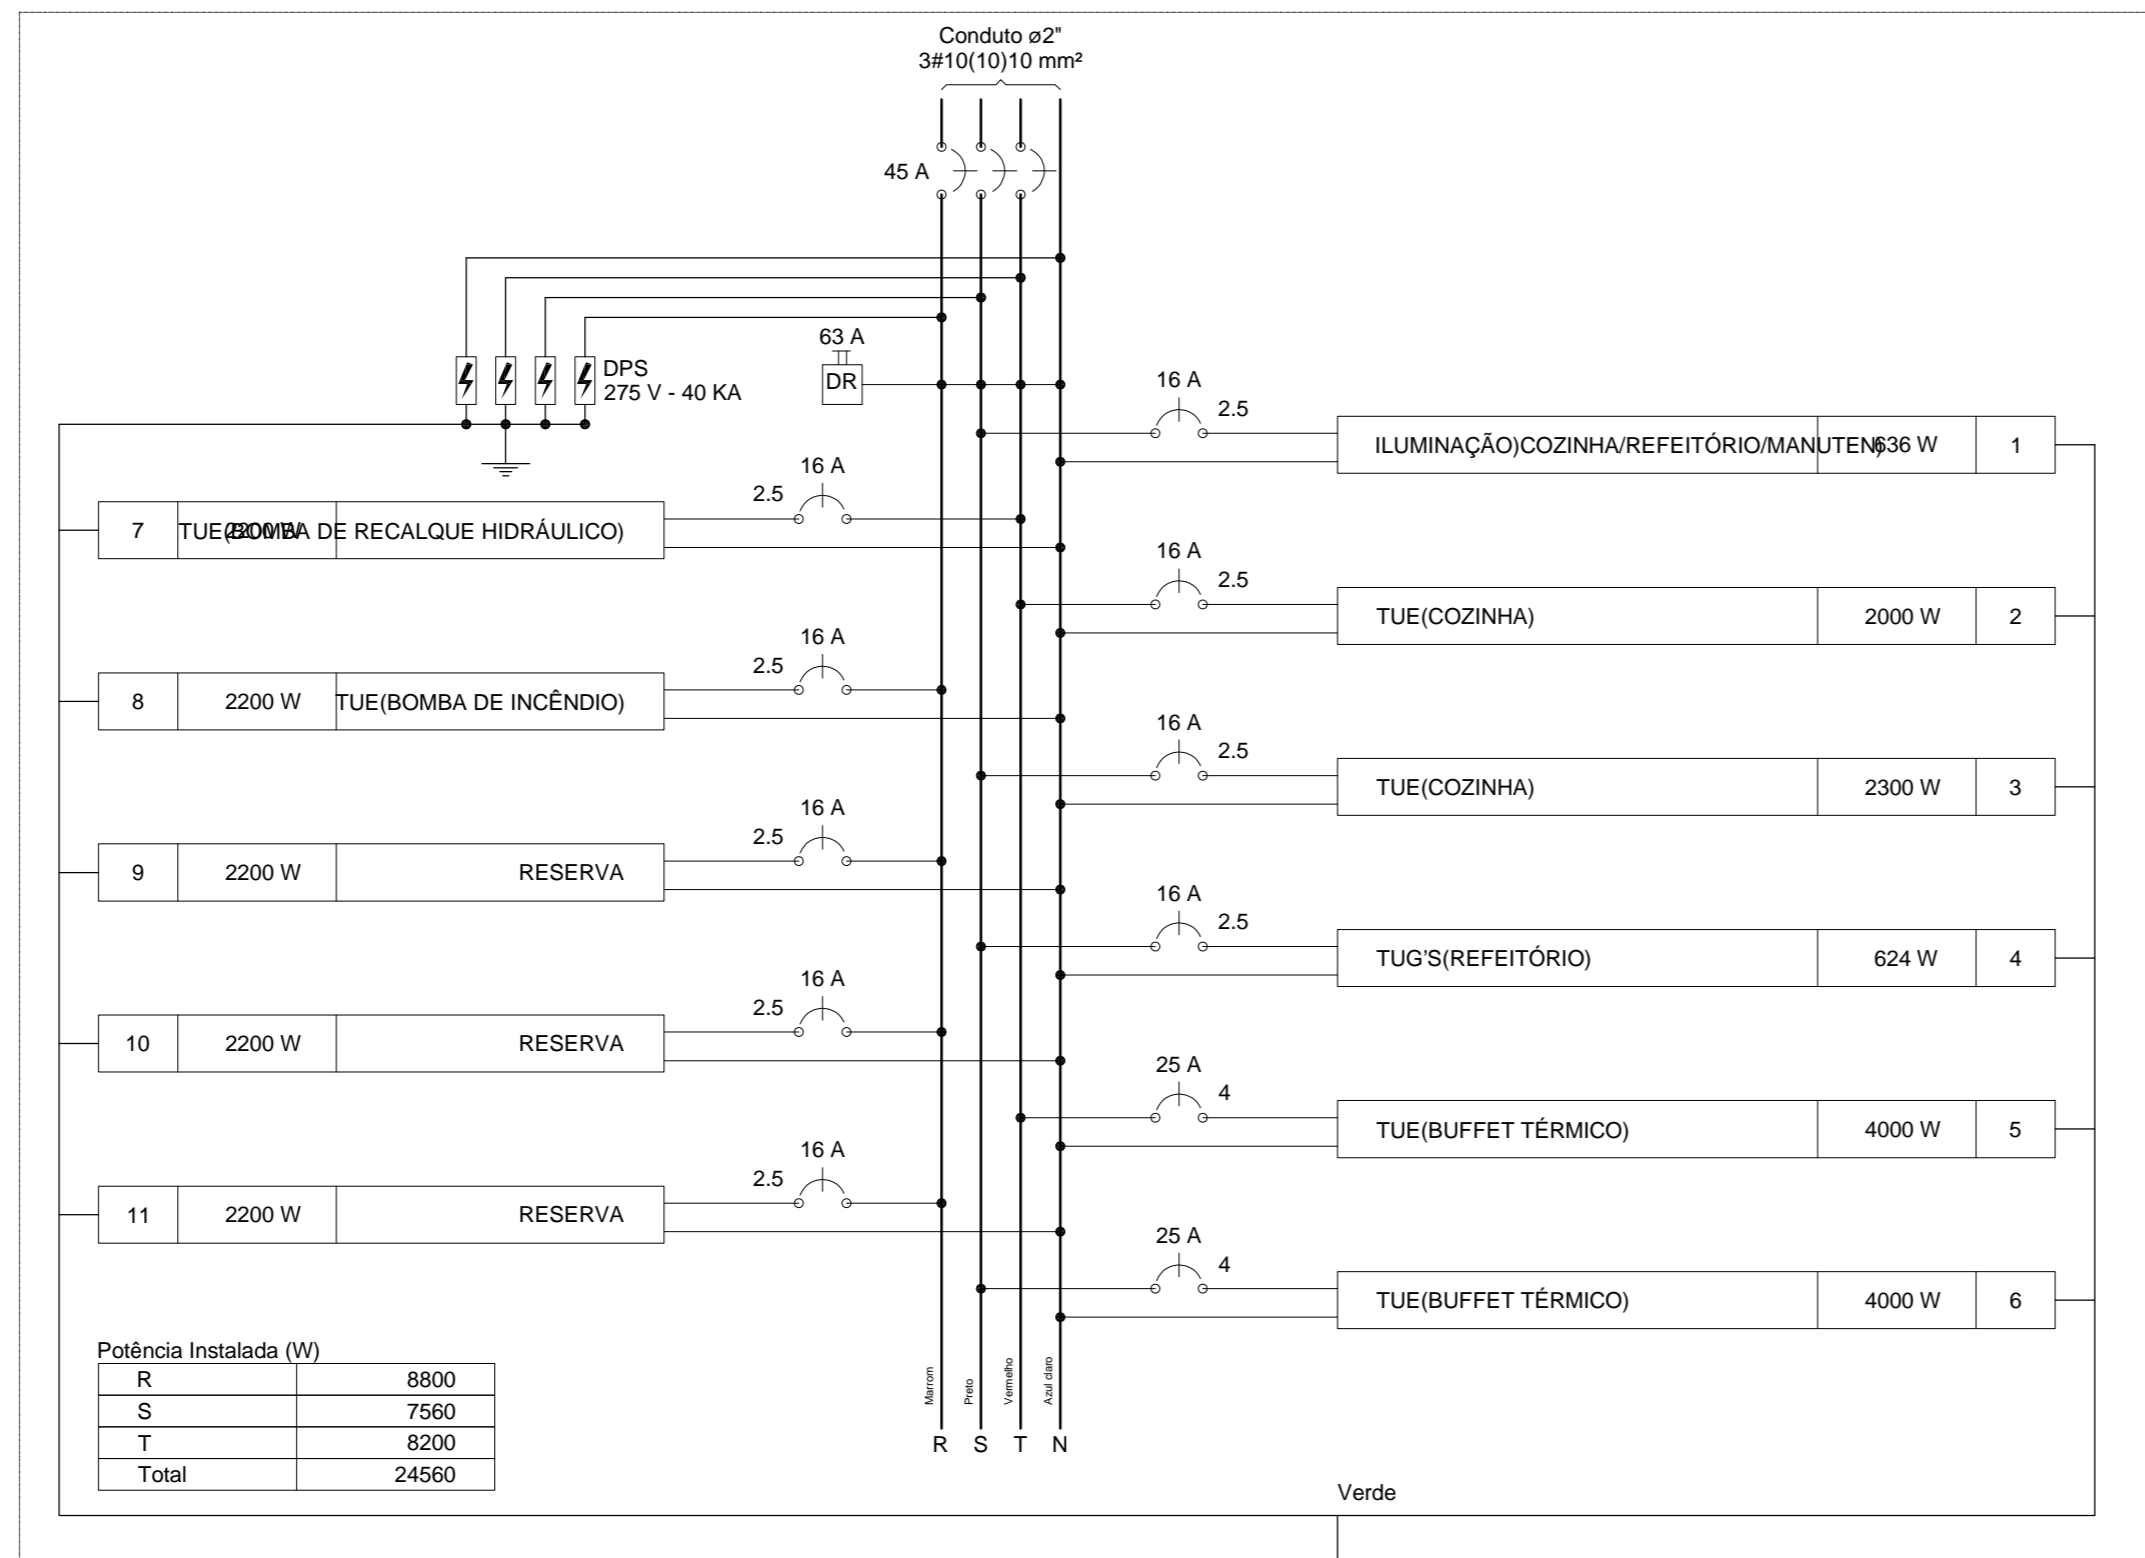 Conduto ø2"
3#10(10)10 mm²
45 A
63 A
DR
DPS
275 V - 40 KA
16 A
2.5
ILUMINAÇÃO)COZINHA/REFEITÓRIO/MANUTEN) 636 W 1
16 A
2.5
7 TUE(BOMBA DE RECALQUE HIDRÁULICO) 2200 W
16 A
2.5
TUE(COZINHA) 2000 W 2
16 A
2.5
8 2200 W TUE(BOMBA DE INCÊNDIO)
16 A
2.5
TUE(COZINHA) 2300 W 3
16 A
2.5
9 2200 W RESERVA
16 A
2.5
TUG'S(REFEITÓRIO) 624 W 4
16 A
2.5
10 2200 W RESERVA
25 A
4
TUE(BUFFET TÉRMICO) 4000 W 5
16 A
2.5
11 2200 W RESERVA
25 A
4
TUE(BUFFET TÉRMICO) 4000 W 6
Potência Instalada (W)
R 8800
S 7560
T 8200
Total 24560
Marrom
Preto
Vermelho
Azul claro
R S T N
Verde